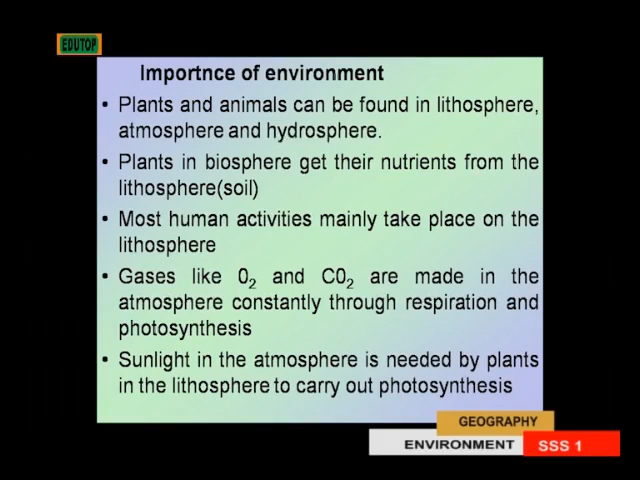 EDUTOP
Importnce of environment
• Plants and animals can be found in lithosphere,
atmosphere and hydrosphere.
• Plants in biosphere get their nutrients from the
lithosphere(soil)
• Most human activities mainly take place on the
lithosphere
• Gases like 0₂ and C0₂ are made in the
atmosphere constantly through respiration and
photosynthesis
• Sunlight in the atmosphere is needed by plants
in the lithosphere to carry out photosynthesis
GEOGRAPHY
ENVIRONMENT SSS 1